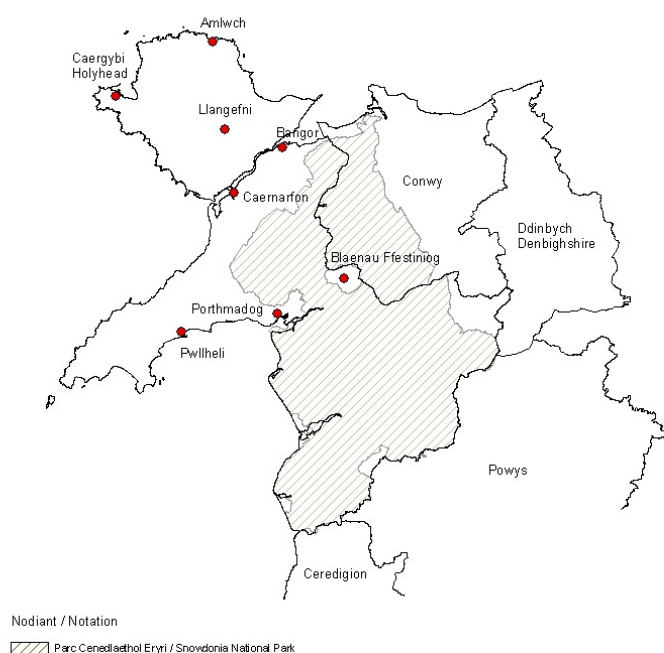 Amlwch
Caergybi
Holyhead
Llangefni
Bangor
Conwy
Caernarfon
Ddinbych
Denbighshire
Blaenau Ffestiniog
Porthmadog
Pwllheli
Powys
Ceredigion
Nodiant / Notation
Parc Cenedlaethol Eryri / Snowdonia National Park